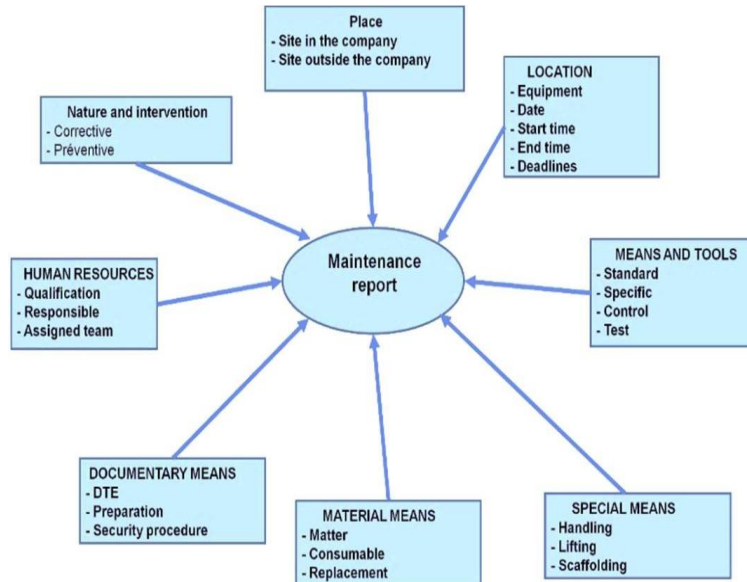 Place
- Site in the company
- Site outside the company
LOCATION
- Equipment
- Date
- Start time
- End time
- Deadlines
Nature and intervention
- Corrective
- Préventive
Maintenance
report
MEANS AND TOOLS
- Standard
- Specific
- Control
- Test
HUMAN RESOURCES
- Qualification
- Responsible
- Assigned team
DOCUMENTARY MEANS
- DTE
- Preparation
- Security procedure
MATERIAL MEANS
- Matter
- Consumable
- Replacement
SPECIAL MEANS
- Handling
- Lifting
- Scaffolding